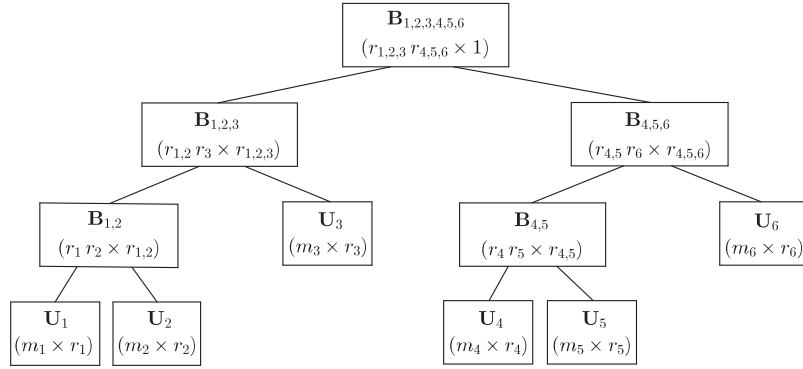 B₁,₂,₃,₄,₅,₆
(r₁,₂,₃ r₄,₅,₆ × 1)
B₁,₂,₃
(r₁,₂ r₃ × r₁,₂,₃)
B₄,₅,₆
(r₄,₅ r₆ × r₄,₅,₆)
B₁,₂
(r₁ r₂ × r₁,₂)
U₃
(m₃ × r₃)
B₄,₅
(r₄ r₅ × r₄,₅)
U₆
(m₆ × r₆)
U₁
(m₁ × r₁)
U₂
(m₂ × r₂)
U₄
(m₄ × r₄)
U₅
(m₅ × r₅)